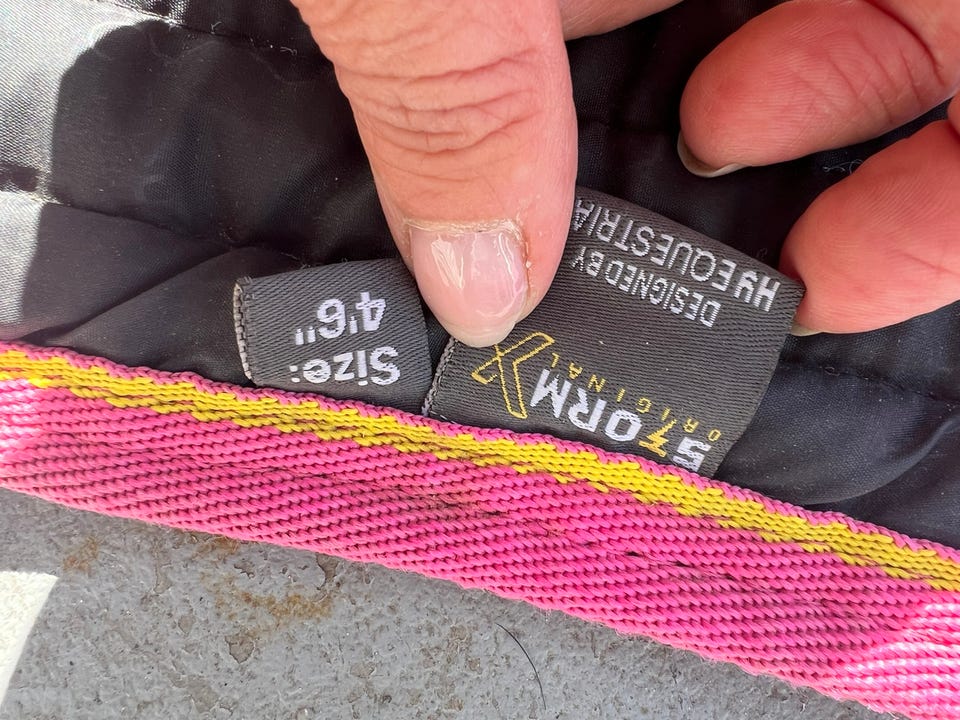 Size:
4'6"
STORM X
ORIGINAL
DESIGNED BY
HY EQUESTRIA